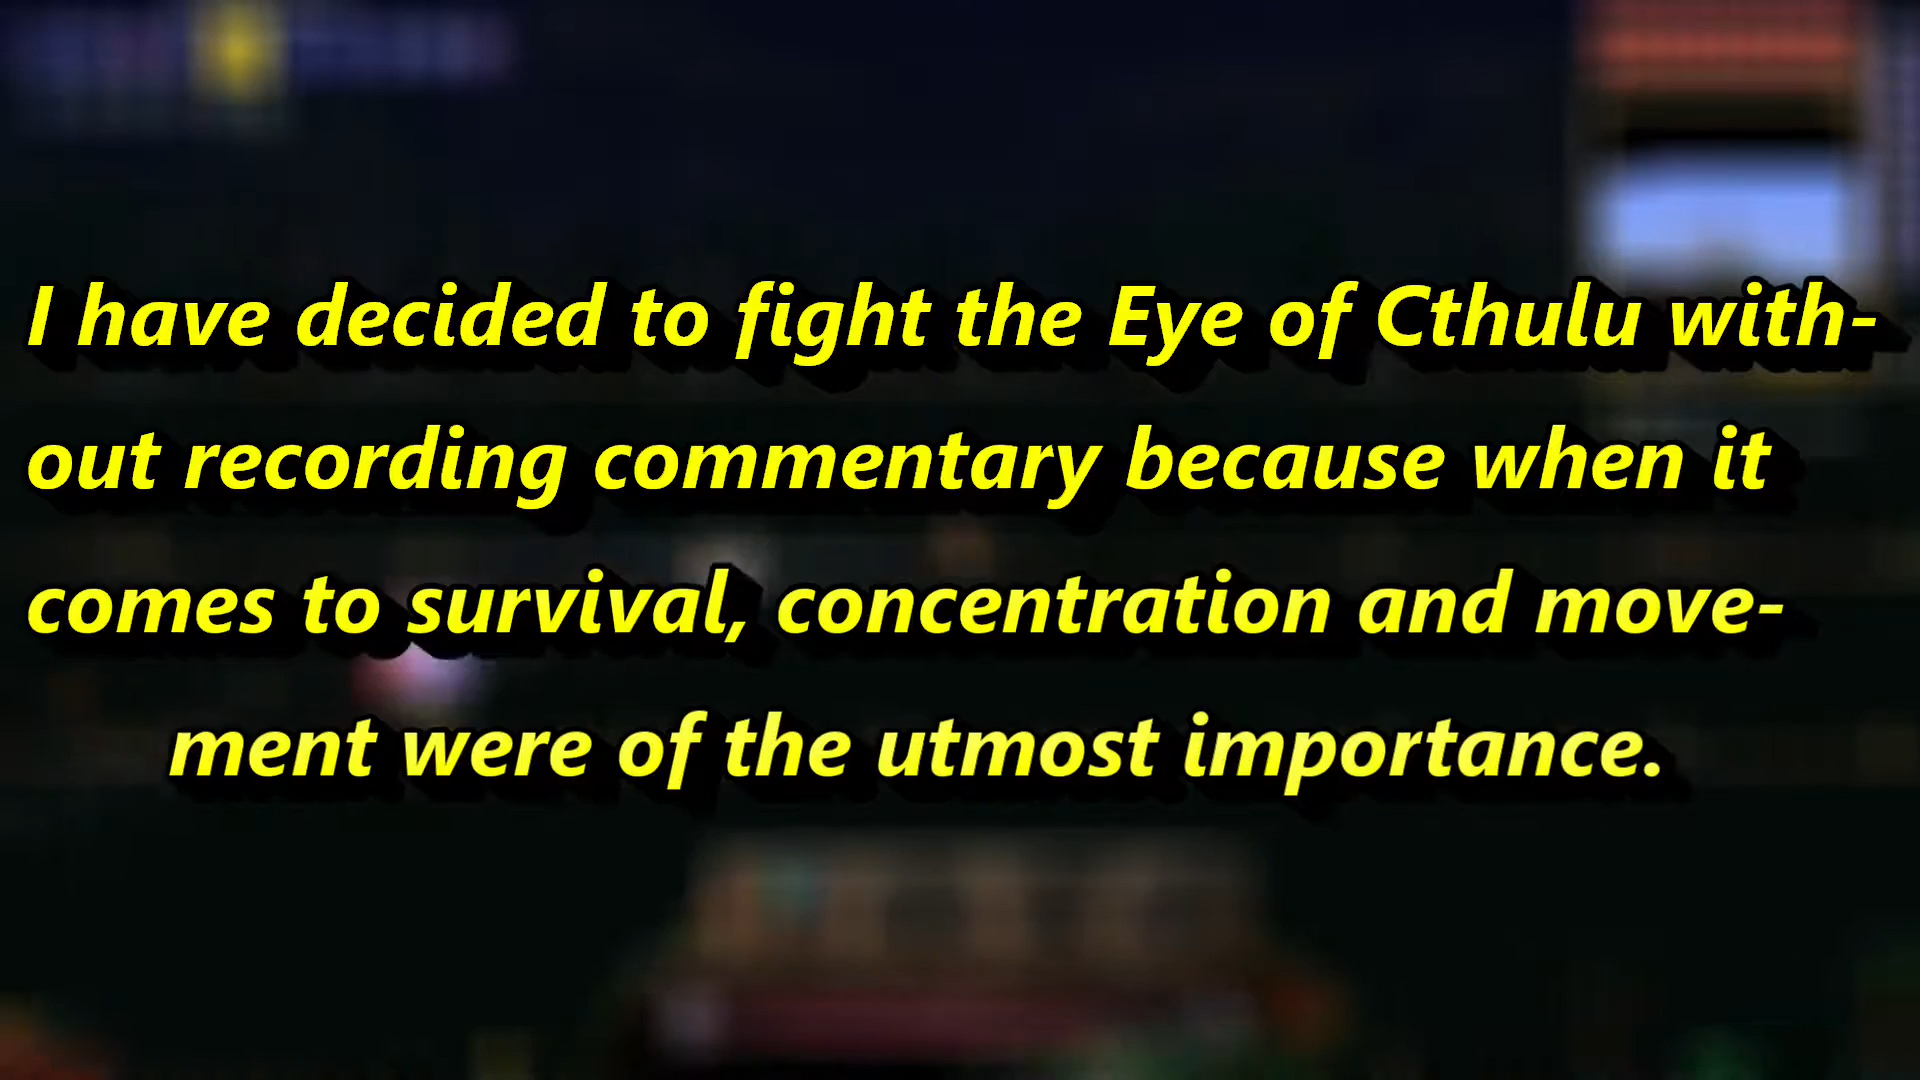 I have decided to fight the Eye of Cthulu with-
out recording commentary because when it
comes to survival, concentration and move-
ment were of the utmost importance.